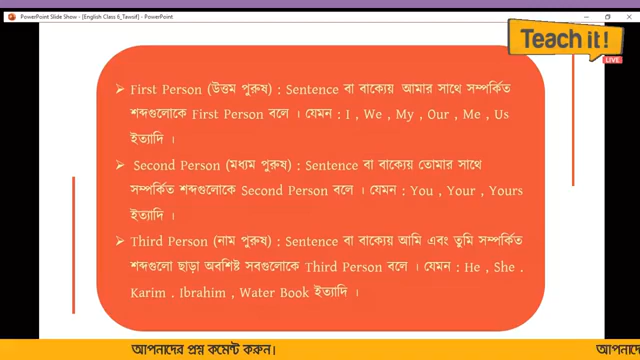 PowerPoint Slide Show - [English Class 6_Tawsif] - PowerPoint
Teach it!
LIVE
First Person (উত্তম পুরুষ) : Sentence বা বাক্যেয় আমার সাথে সম্পর্কিত
শব্দগুলোকে First Person বলে । যেমন : I , We , My , Our , Me , Us
ইত্যাদি ।
Second Person (মধ্যম পুরুষ) : Sentence বা বাক্যেয় তোমার সাথে
সম্পর্কিত শব্দগুলোকে Second Person বলে । যেমন : You , Your , Yours
ইত্যাদি ।
Third Person (নাম পুরুষ) : Sentence বা বাক্যেয় আমি এবং তুমি সম্পর্কিত
শব্দগুলো ছাড়া অবশিষ্ট সবগুলোকে Third Person বলে । যেমন : He , She .
Karim . Ibrahim , Water Book ইত্যাদি ।
আপনাদের প্রশ্ন কমেন্ট করুন। আপনাদে